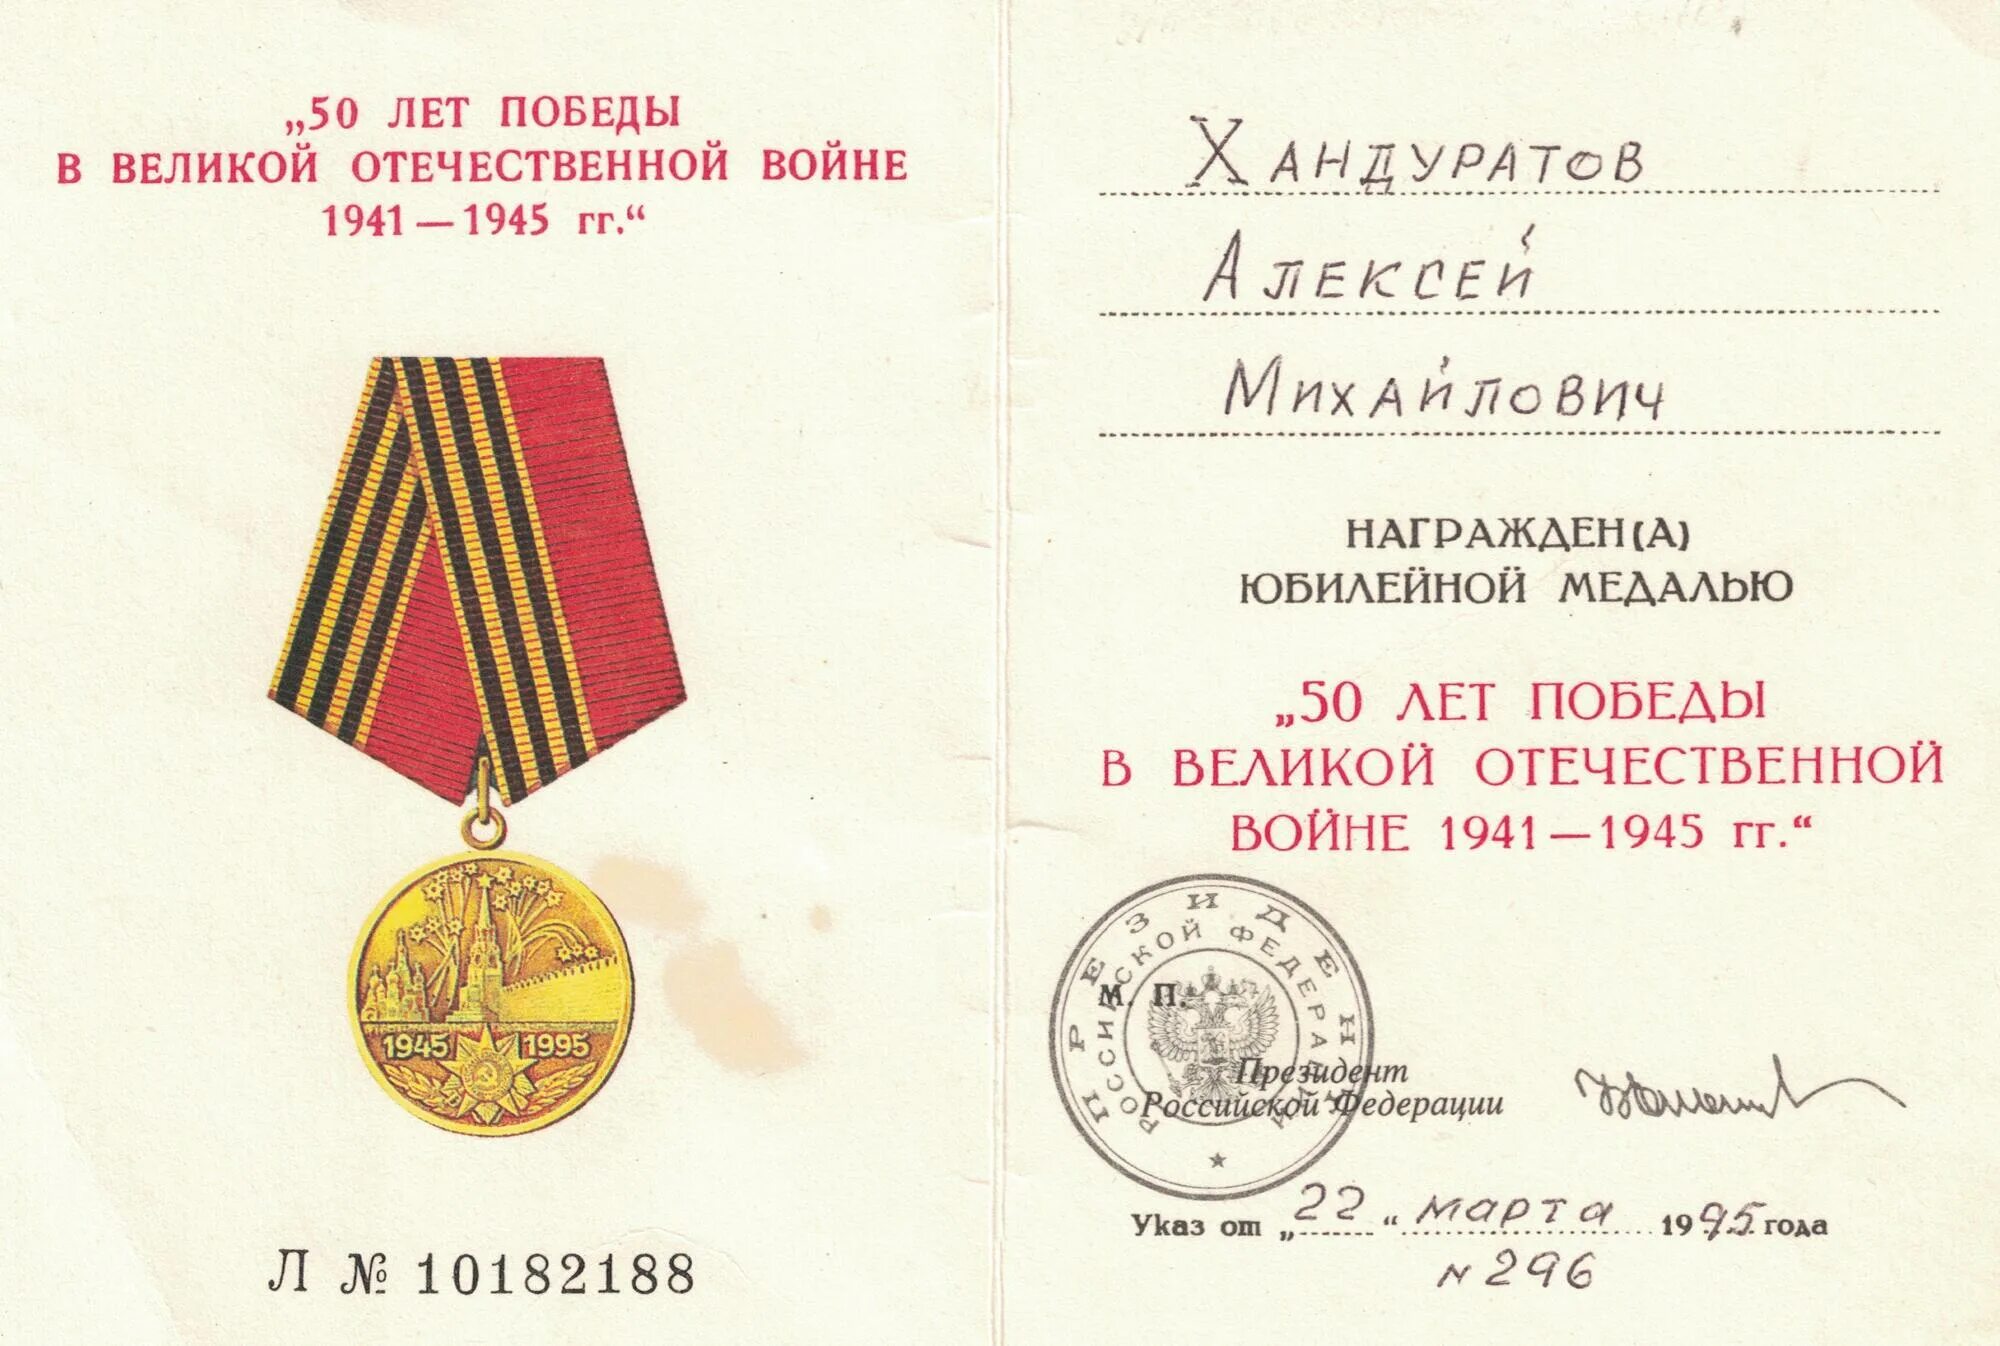 „50 ЛЕТ ПОБЕДЫ
В ВЕЛИКОЙ ОТЕЧЕСТВЕННОЙ ВОЙНЕ
1941—1945 гг.“
1945 1995
Л № 10182188
ХАНДУРАТОВ
АЛЕКСЕЙ
МИХАЙЛОВИЧ
НАГРАЖДЕН(А)
ЮБИЛЕЙНОЙ МЕДАЛЬЮ
„50 ЛЕТ ПОБЕДЫ
В ВЕЛИКОЙ ОТЕЧЕСТВЕННОЙ
ВОЙНЕ 1941—1945 гг.“
ПРЕЗИДЕНТ
РОССИЙСКОЙ ФЕДЕРАЦИИ
М. П.
Президент
Российской Федерации
Указ от „22“ марта 1995 года
N 296